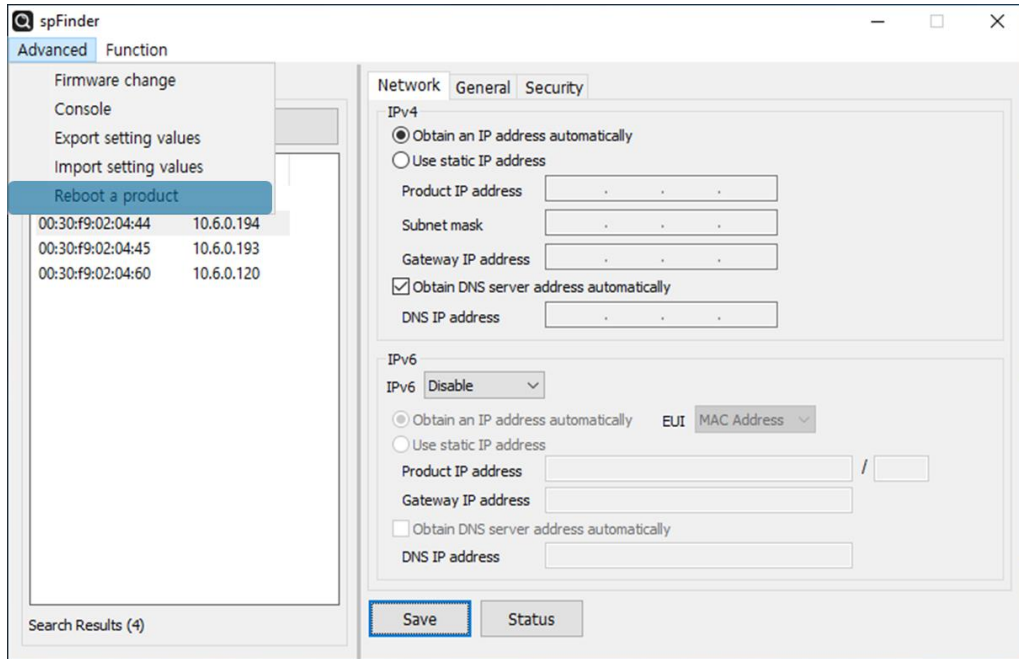 spFinder
Advanced Function
Firmware change
Console
Export setting values
Import setting values
Reboot a product
00:30:f9:02:04:44 10.6.0.194
00:30:f9:02:04:45 10.6.0.193
00:30:f9:02:04:60 10.6.0.120
Search Results (4)
Network General Security
IPv4
Obtain an IP address automatically
Use static IP address
Product IP address . . .
Subnet mask . . .
Gateway IP address . . .
Obtain DNS server address automatically
DNS IP address . . .
IPv6
IPv6 Disable
Obtain an IP address automatically EUI MAC Address
Use static IP address
Product IP address /
Gateway IP address
Obtain DNS server address automatically
DNS IP address
Save Status